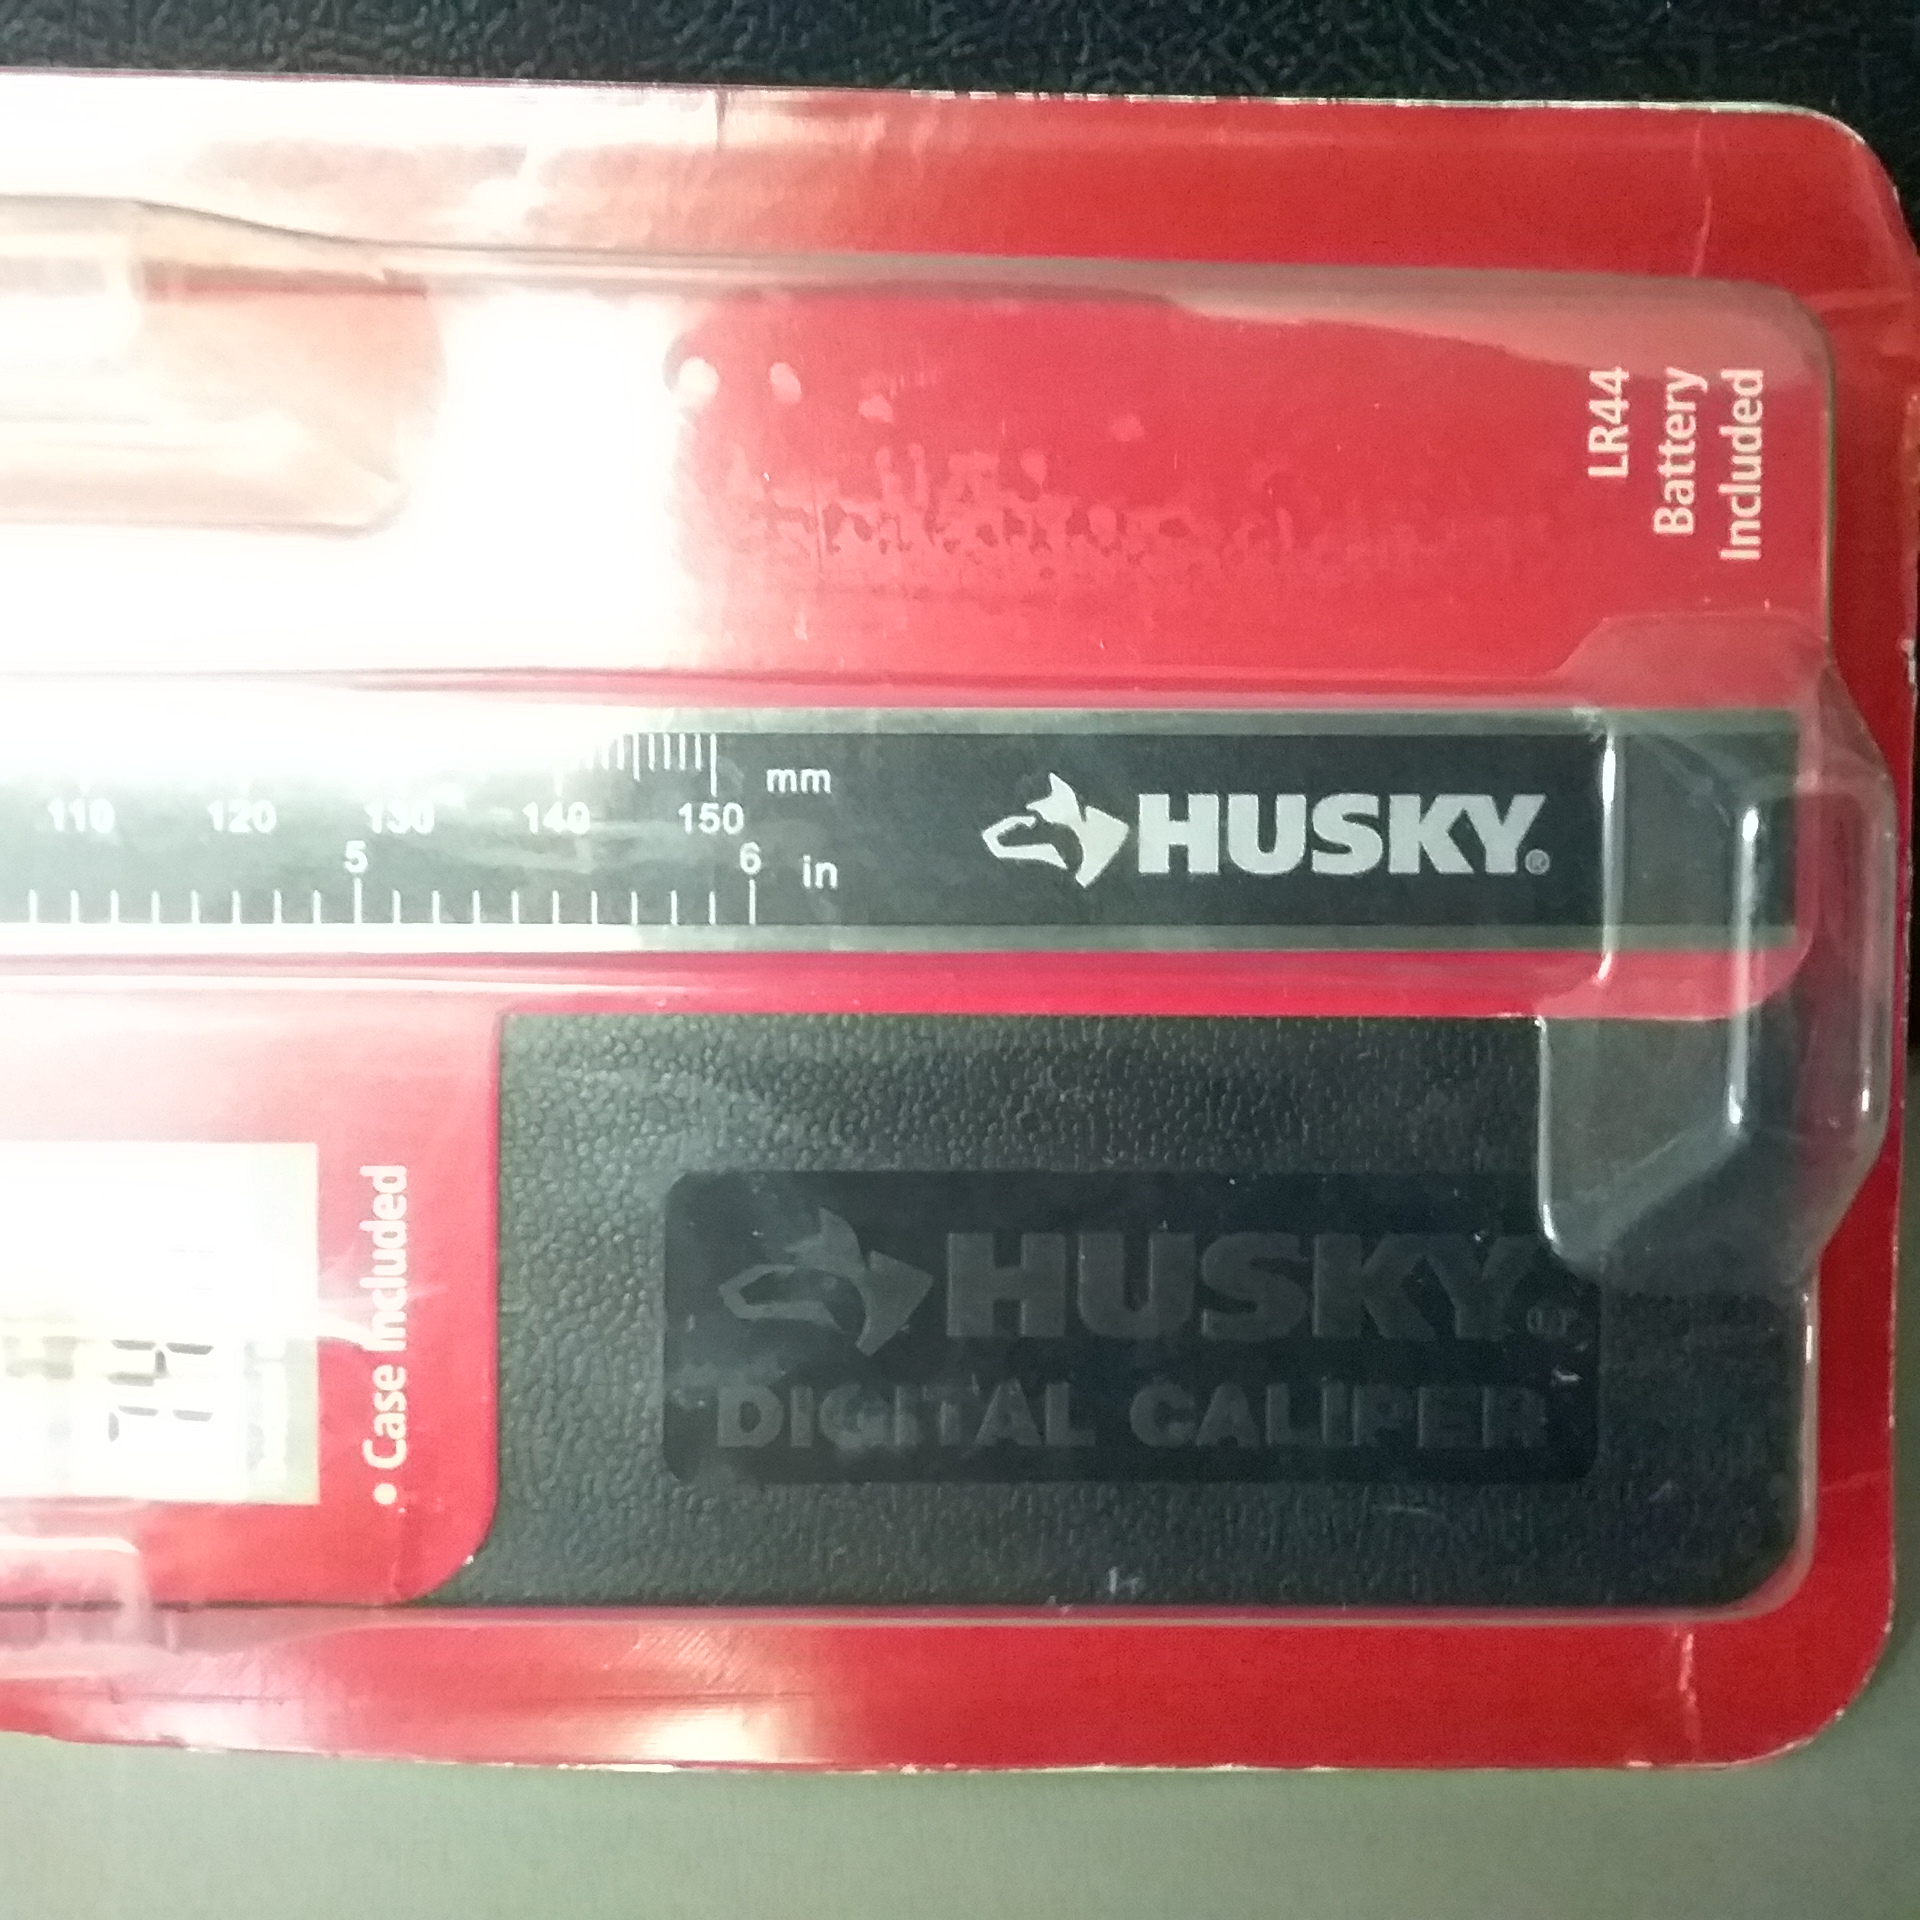 LR44
Battery
Included
mm
110 120 130 140 150
5 6 in
HUSKY®
• Case Included
HUSKY®
DIGITAL CALIPER